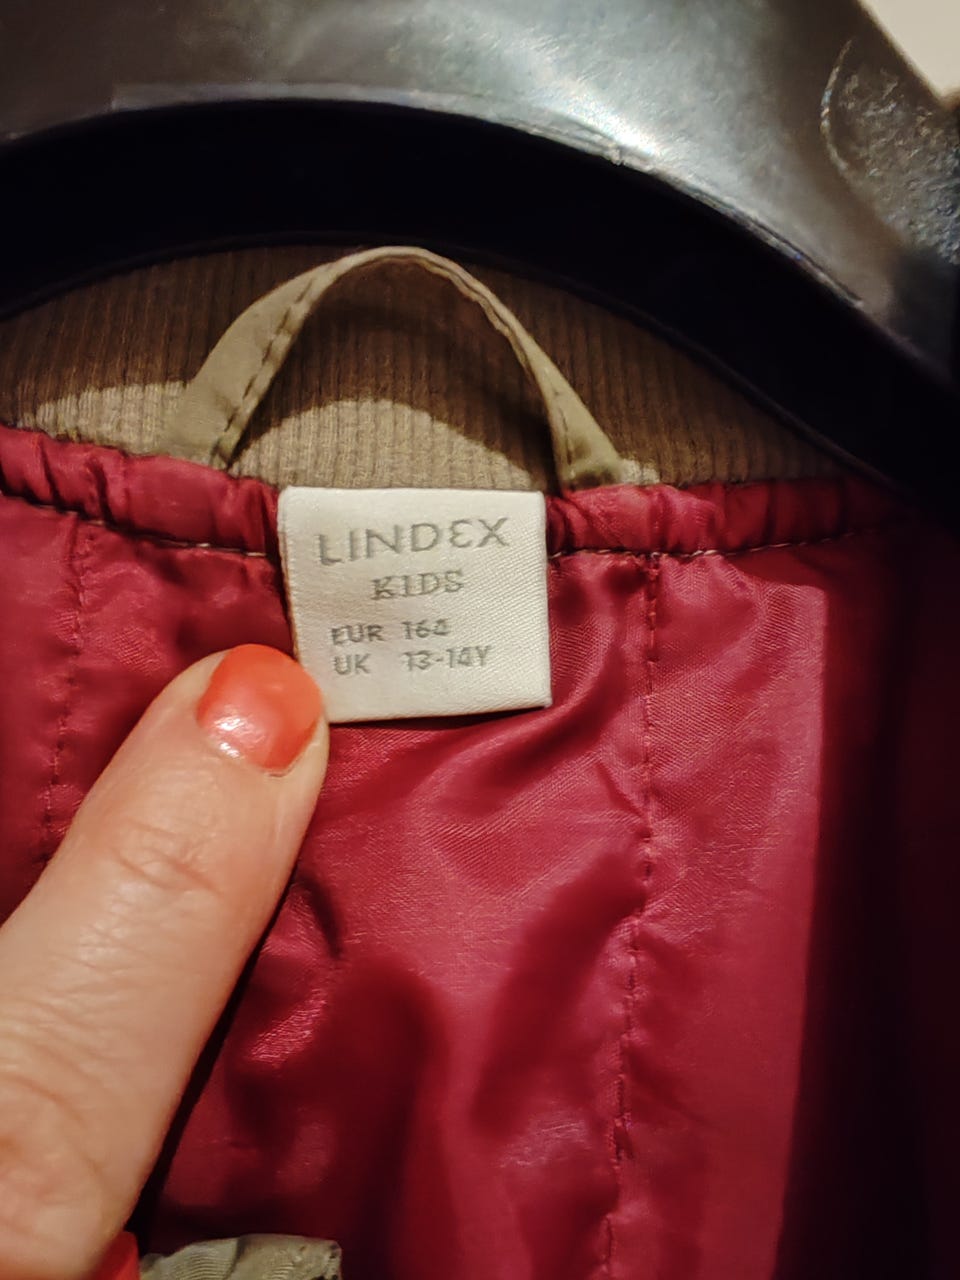 LINDEX
KIDS
EUR 164
UK 13-14Y